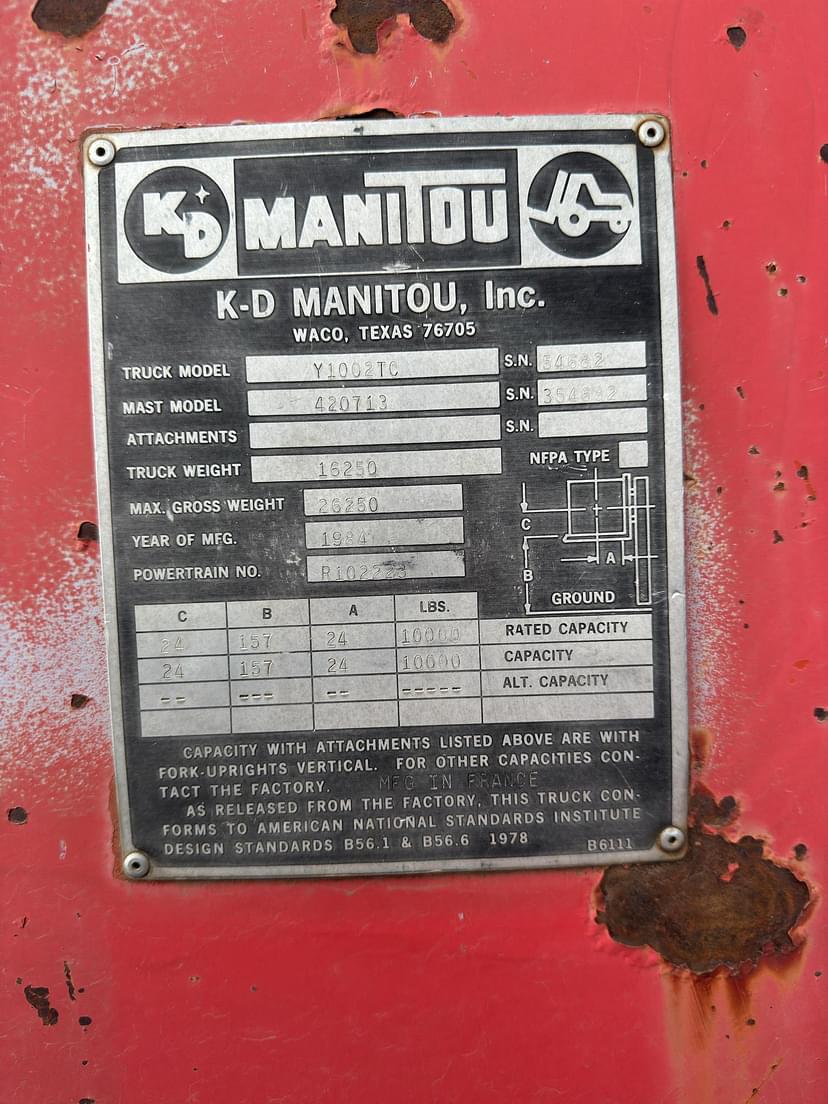 KD MANITOU
K-D MANITOU, Inc.
WACO, TEXAS 76705
TRUCK MODEL Y1002TC S.N.
MAST MODEL 420713 S.N.
ATTACHMENTS S.N.
TRUCK WEIGHT 16250 NFPA TYPE
MAX. GROSS WEIGHT 26250
YEAR OF MFG. 1984
POWERTRAIN NO.
C
A
B
GROUND
C B A LBS.
24 157 24 10000 RATED CAPACITY
24 157 24 10000 CAPACITY
-- --- -- ----- ALT. CAPACITY
CAPACITY WITH ATTACHMENTS LISTED ABOVE ARE WITH
FORK-UPRIGHTS VERTICAL. FOR OTHER CAPACITIES CON-
TACT THE FACTORY. MFG IN FRANCE
AS RELEASED FROM THE FACTORY, THIS TRUCK CON-
FORMS TO AMERICAN NATIONAL STANDARDS INSTITUTE
DESIGN STANDARDS B56.1 & B56.6 1978 B6111